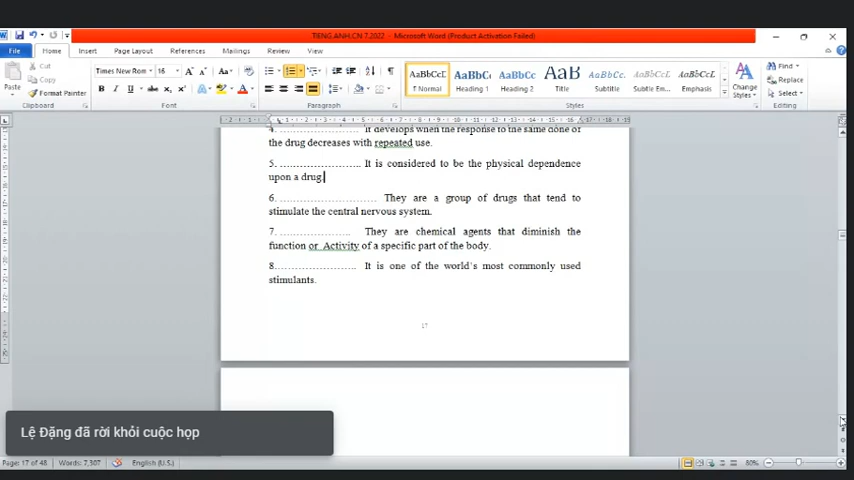 TIENG.ANH.CN 7.2022 - Microsoft Word (Product Activation Failed)
File Home Insert Page Layout References Mailings Review View
Cut
Copy
Format Painter
Paste
Clipboard
Times New Rom 16
Font
Paragraph
AaBbCcI AaBbCc AaBbCc AaB AaBbCc. AaBbCc. AaBbCcL
¶ Normal Heading 1 Heading 2 Title Subtitle Subtle Em... Emphasis
Change Styles
Styles
Find
Replace
Select
Editing
4. ........................ It develops when the response to the same done of
the drug decreases with repeated use.
5. ........................ It is considered to be the physical dependence
upon a drug.
6. ............................ They are a group of drugs that tend to
stimulate the central nervous system.
7. ..................... They are chemical agents that diminish the
function or Activity of a specific part of the body.
8........................ It is one of the world's most commonly used
stimulants.
17
Lệ Đặng đã rời khỏi cuộc họp
Page: 17 of 48 Words: 7,307 English (U.S.) 80%